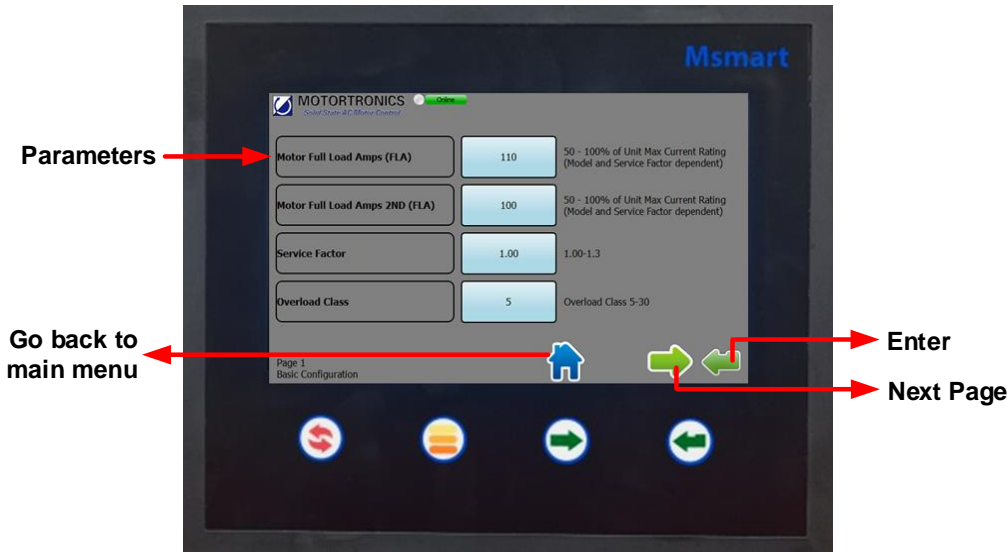 Msmart
MOTORTRONICS
Online
Solid State AC Motor Control
Parameters
Motor Full Load Amps (FLA)
110
50 - 100% of Unit Max Current Rating
(Model and Service Factor dependent)
Motor Full Load Amps 2ND (FLA)
100
50 - 100% of Unit Max Current Rating
(Model and Service Factor dependent)
Service Factor
1.00
1.00-1.3
Overload Class
5
Overload Class 5-30
Go back to
main menu
Page 1
Basic Configuration
Enter
Next Page